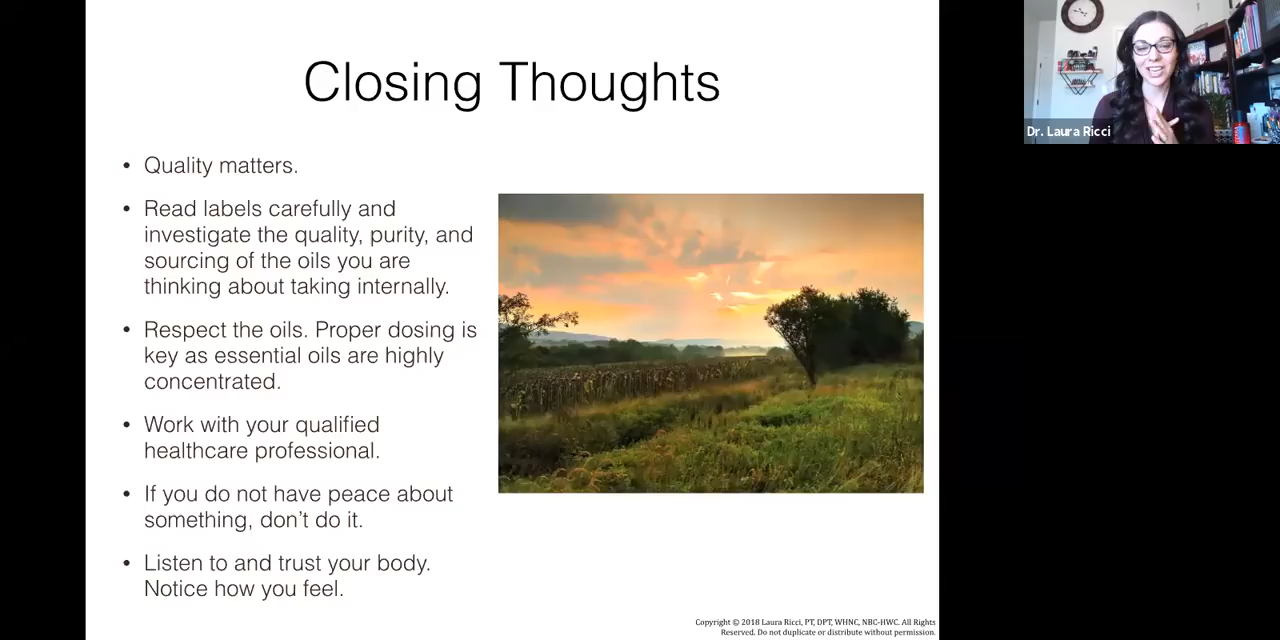 Closing Thoughts
• Quality matters.
• Read labels carefully and
investigate the quality, purity, and
sourcing of the oils you are
thinking about taking internally.
• Respect the oils. Proper dosing is
key as essential oils are highly
concentrated.
• Work with your qualified
healthcare professional.
• If you do not have peace about
something, don’t do it.
• Listen to and trust your body.
Notice how you feel.
Copyright © 2018 Laura Ricci, PT, DPT, WHNC, NBC-HWC. All Rights
Reserved. Do not duplicate or distribute without permission.
Dr. Laura Ricci